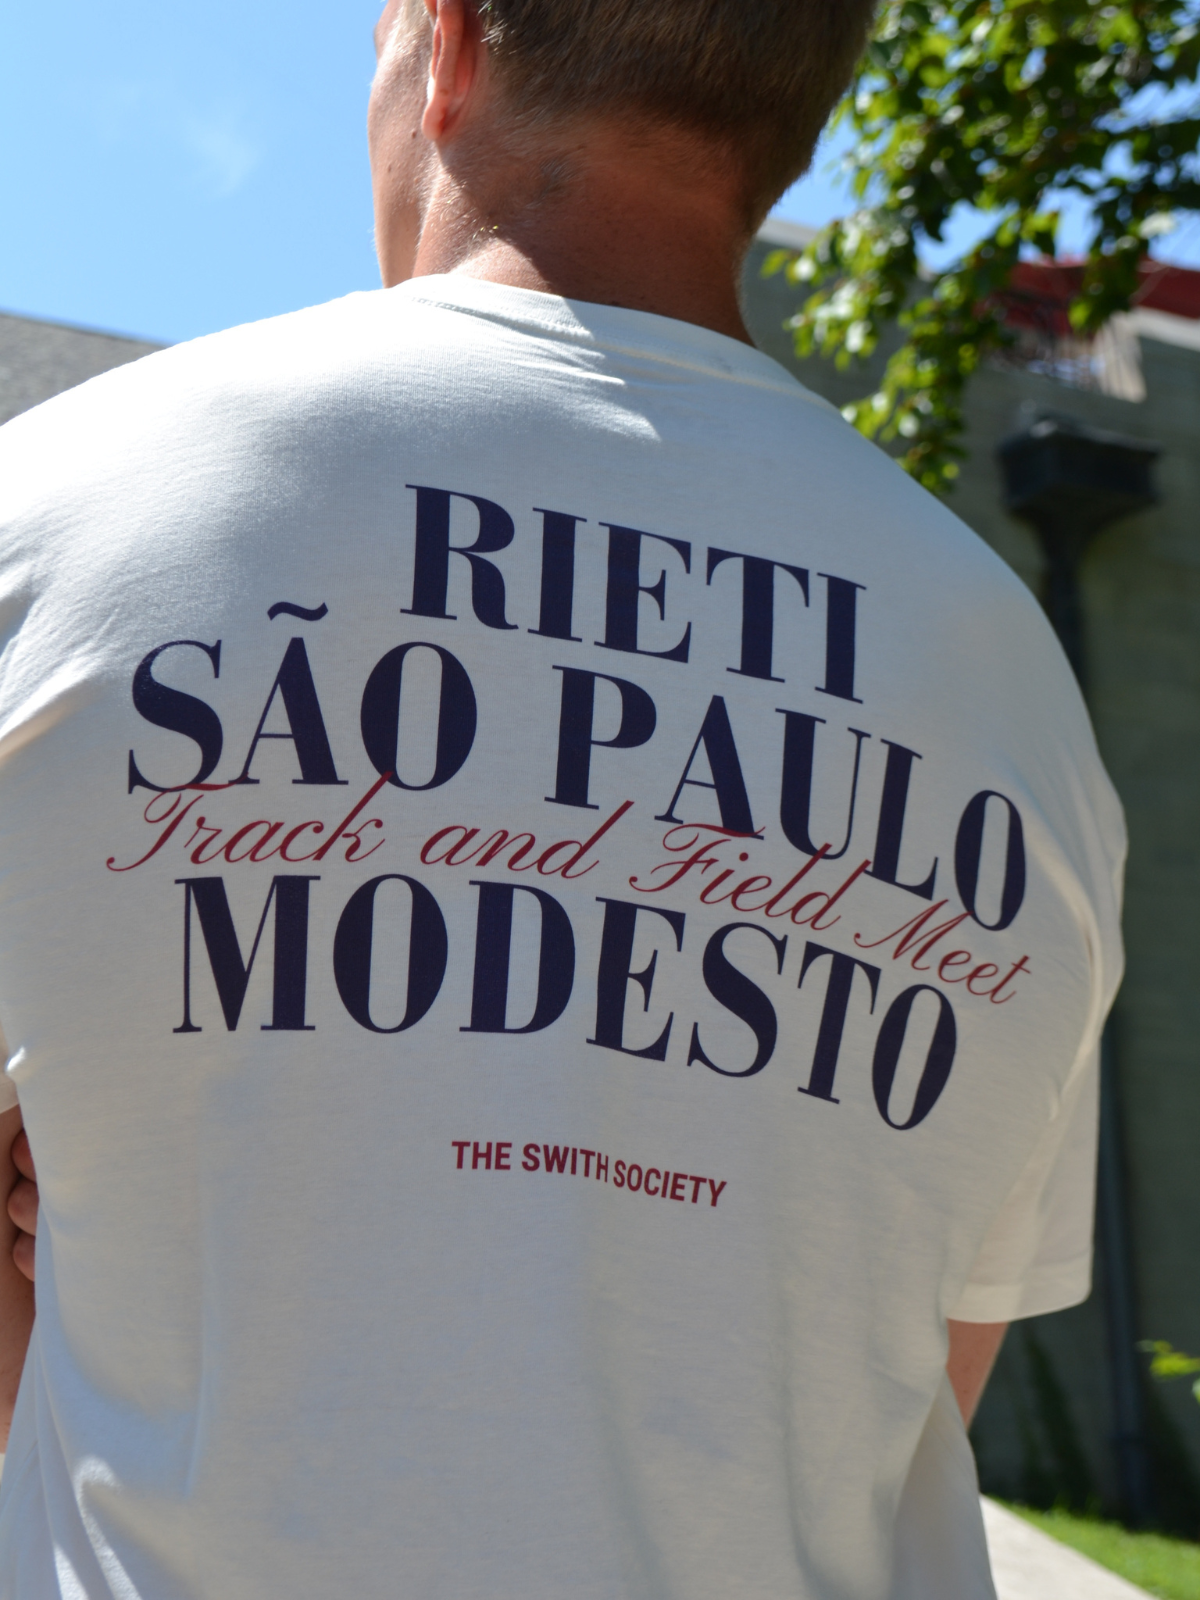 RIETI
SÃO PAULO
Track and Field Meet
MODESTO
THE SWITH SOCIETY